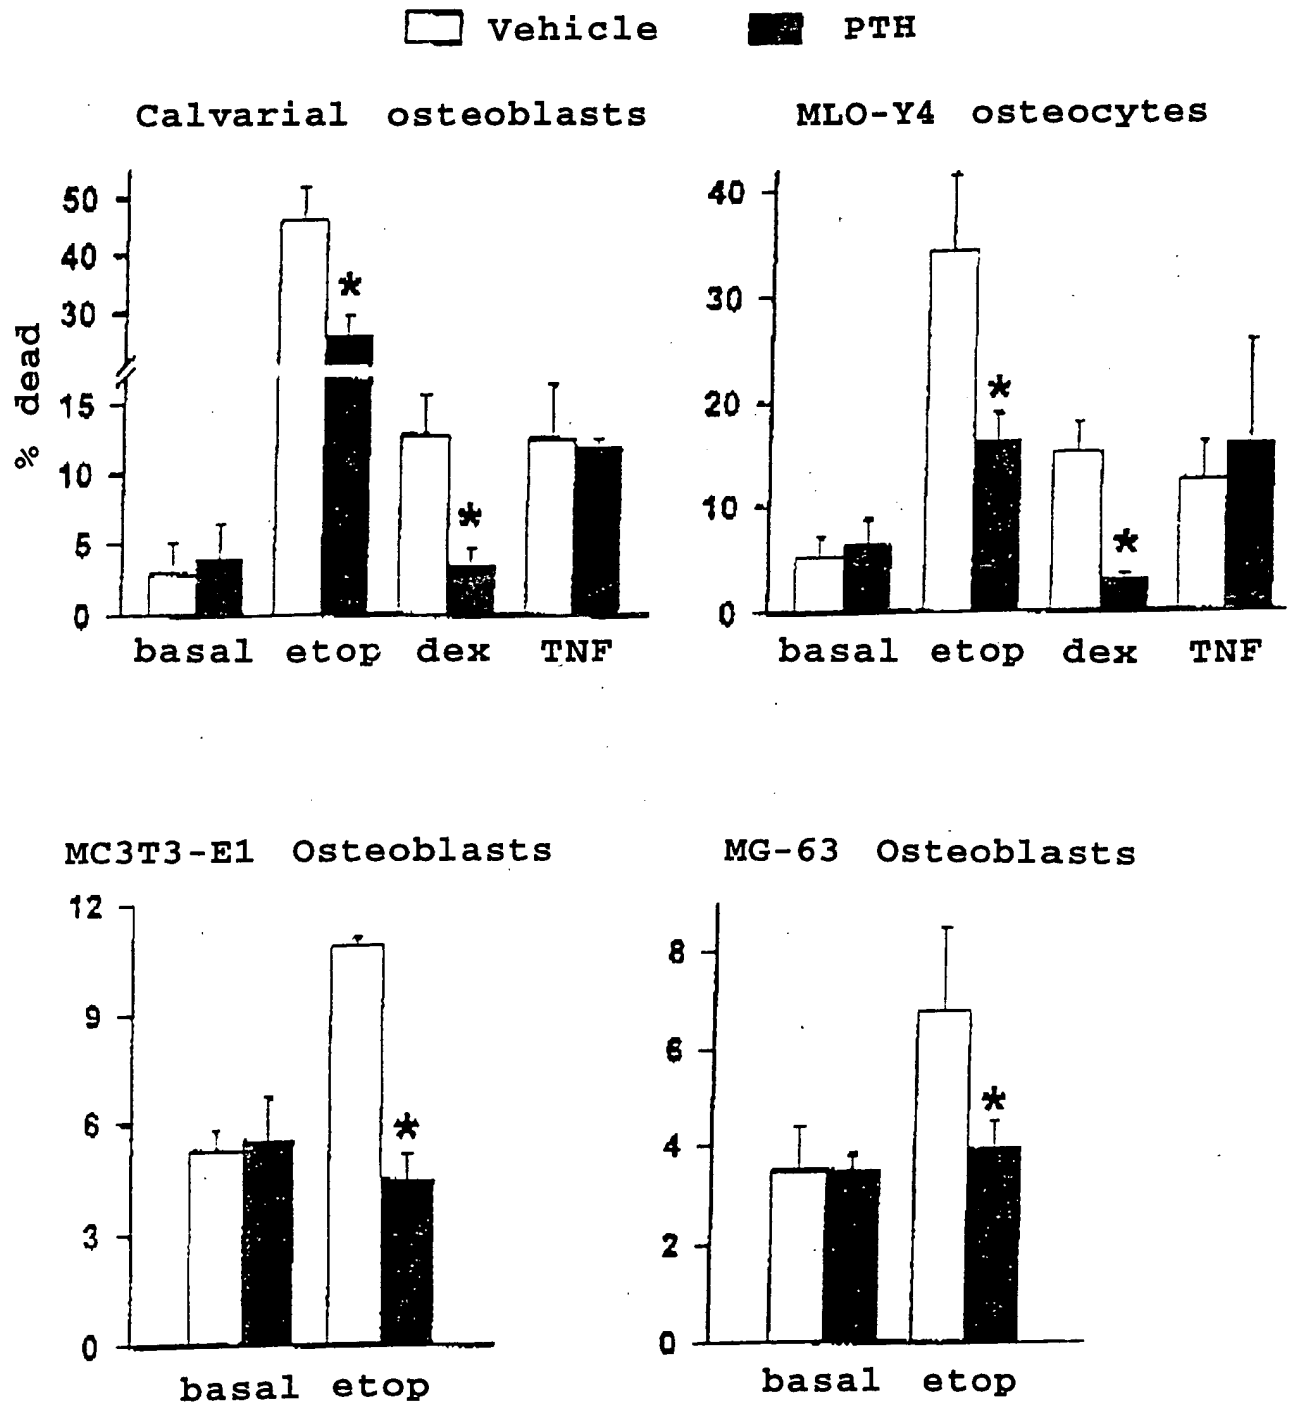 Vehicle PTH
Calvarial osteoblasts
% dead
50
40
30
15
10
5
0
basal etop dex TNF
MLO-Y4 osteocytes
40
30
20
10
0
basal etop dex TNF
MC3T3-E1 Osteoblasts
12
9
6
3
0
basal etop
MG-63 Osteoblasts
8
6
4
2
0
basal etop